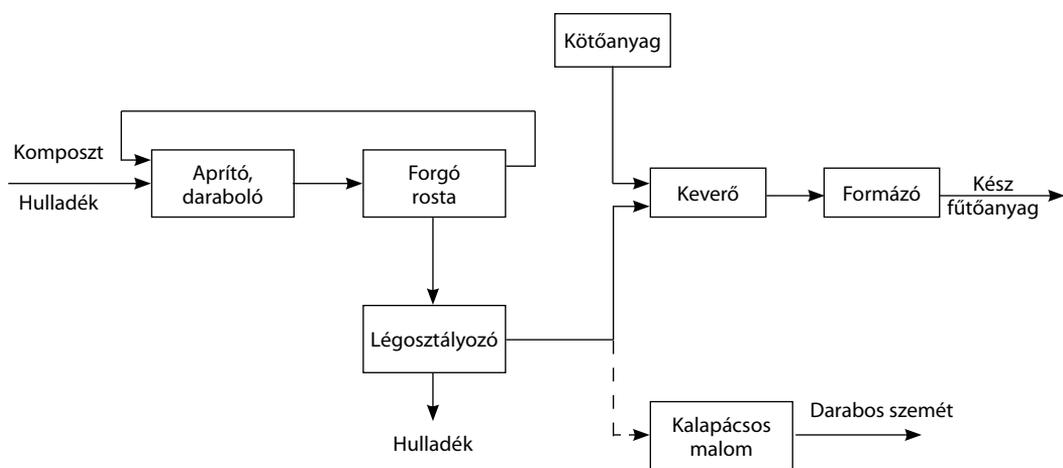 Kötőanyag
Komposzt
Hulladék
Aprító,
daraboló
Forgó
rosta
Keverő
Formázó
Kész
fűtőanyag
Légosztályozó
Hulladék
Kalapácsos
malom
Darabos szemét